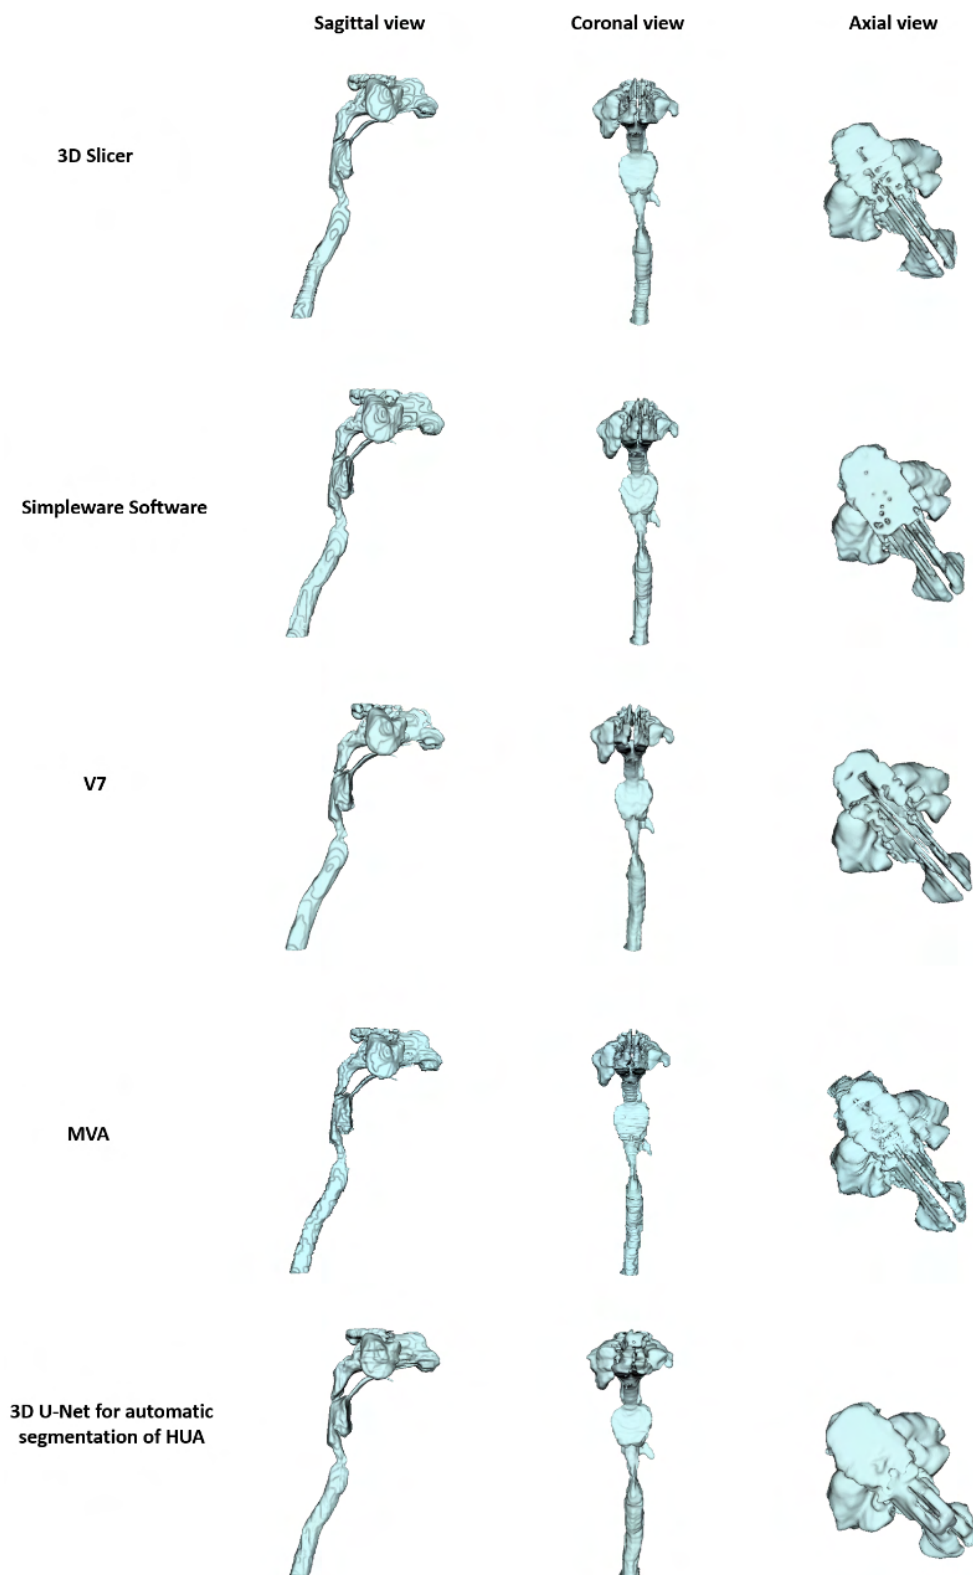 Sagittal view
Coronal view
Axial view
3D Slicer
Simpleware Software
V7
MVA
3D U-Net for automatic
segmentation of HUA